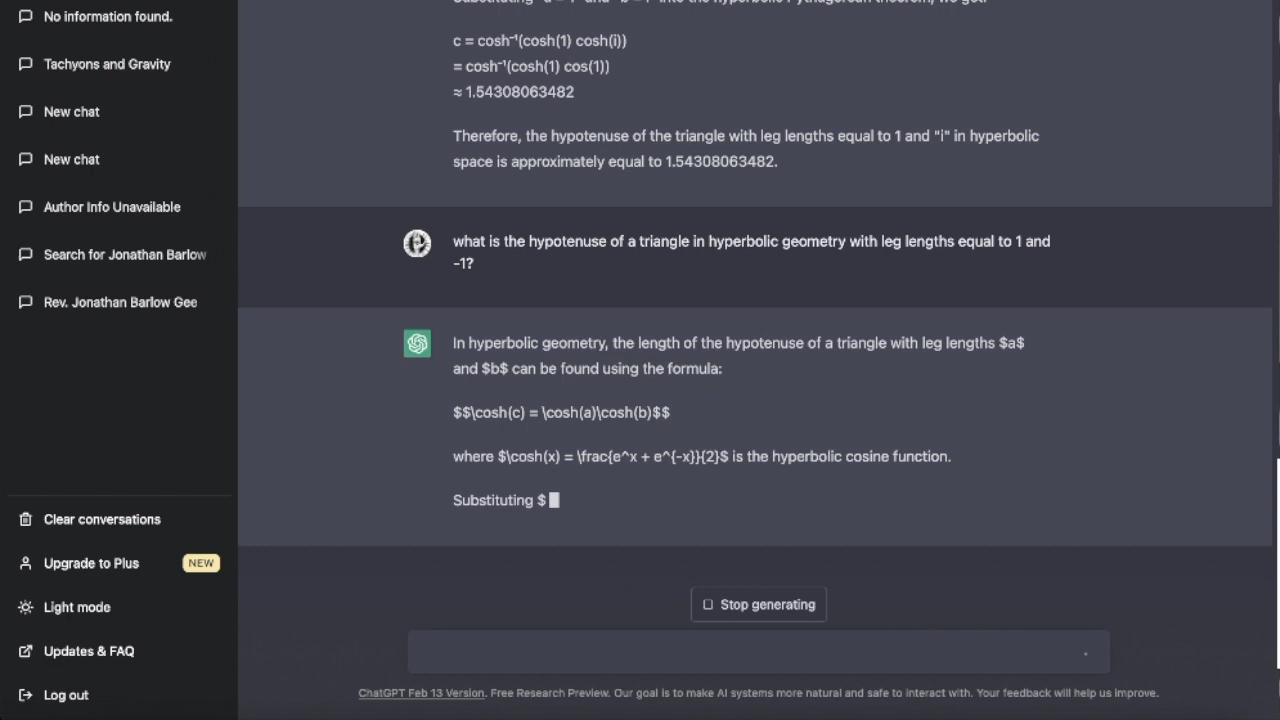 No information found.
Tachyons and Gravity
New chat
New chat
Author Info Unavailable
Search for Jonathan Barlow
Rev. Jonathan Barlow Gee
Clear conversations
Upgrade to Plus NEW
Light mode
Updates & FAQ
Log out
c = cosh⁻¹(cosh(1) cosh(i))
= cosh⁻¹(cosh(1) cos(1))
≈ 1.54308063482
Therefore, the hypotenuse of the triangle with leg lengths equal to 1 and "i" in hyperbolic
space is approximately equal to 1.54308063482.
what is the hypotenuse of a triangle in hyperbolic geometry with leg lengths equal to 1 and
-1?
In hyperbolic geometry, the length of the hypotenuse of a triangle with leg lengths $a$
and $b$ can be found using the formula:
$$\cosh(c) = \cosh(a)\cosh(b)$$
where $\cosh(x) = \frac{e^x + e^{-x}}{2}$ is the hyperbolic cosine function.
Substituting $
Stop generating
ChatGPT Feb 13 Version. Free Research Preview. Our goal is to make AI systems more natural and safe to interact with. Your feedback will help us improve.